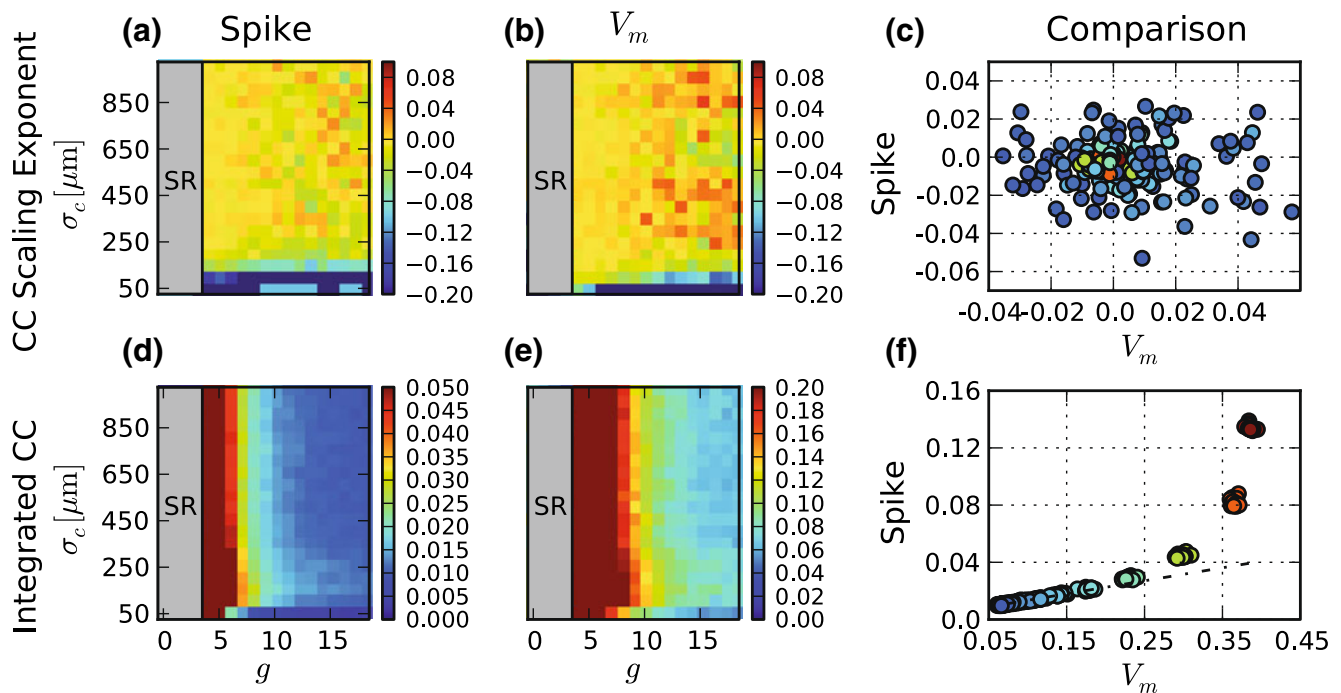 (a) Spike
(b) V_m
(c) Comparison
CC Scaling Exponent
σ_c [μm]
850
650
450
250
50
SR
0.08
0.04
0.00
−0.04
−0.08
−0.12
−0.16
−0.20
SR
0.08
0.04
0.00
−0.04
−0.08
−0.12
−0.16
−0.20
Spike
0.04
0.02
0.0
-0.02
-0.04
-0.06
-0.04 -0.02 0.0 0.02 0.04
V_m
(d)
(e)
(f)
Integrated CC
σ_c [μm]
850
650
450
250
50
SR
0 5 10 15
g
0.050
0.045
0.040
0.035
0.030
0.025
0.020
0.015
0.010
0.005
0.000
SR
0 5 10 15
g
0.20
0.18
0.16
0.14
0.12
0.10
0.08
0.06
0.04
0.02
0.00
Spike
0.16
0.12
0.08
0.04
0.0
0.05 0.15 0.25 0.35 0.45
V_m